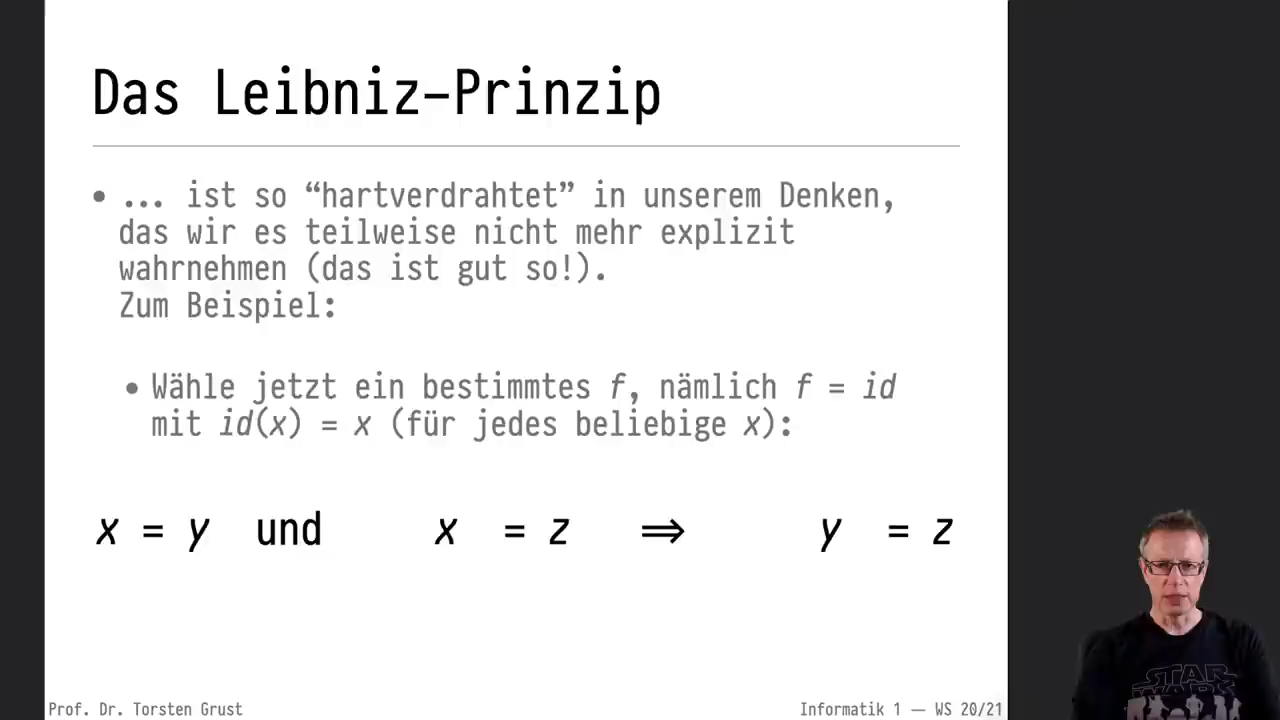 Das Leibniz-Prinzip
• ... ist so “hartverdrahtet” in unserem Denken,
das wir es teilweise nicht mehr explizit
wahrnehmen (das ist gut so!).
Zum Beispiel:
• Wähle jetzt ein bestimmtes f, nämlich f = id
mit id(x) = x (für jedes beliebige x):
x = y und x = z ⇒ y = z
STAR
WARS
Prof. Dr. Torsten Grust
Informatik 1 — WS 20/21